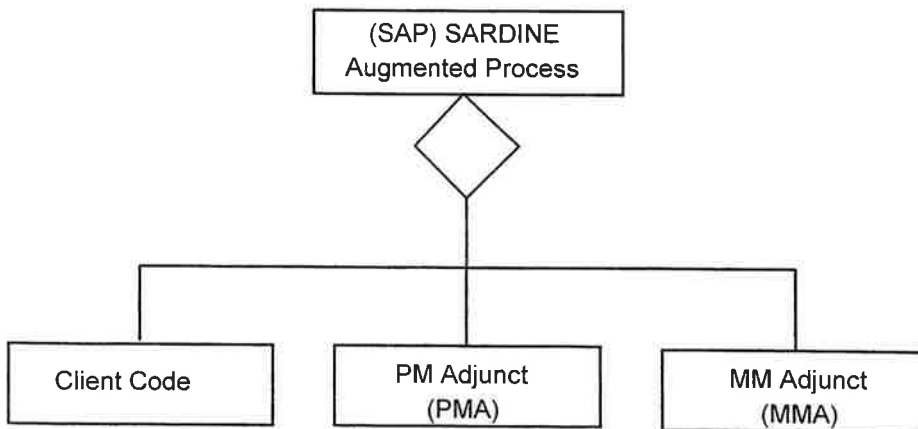 (SAP) SARDINE
Augmented Process
Client Code
PM Adjunct
(PMA)
MM Adjunct
(MMA)